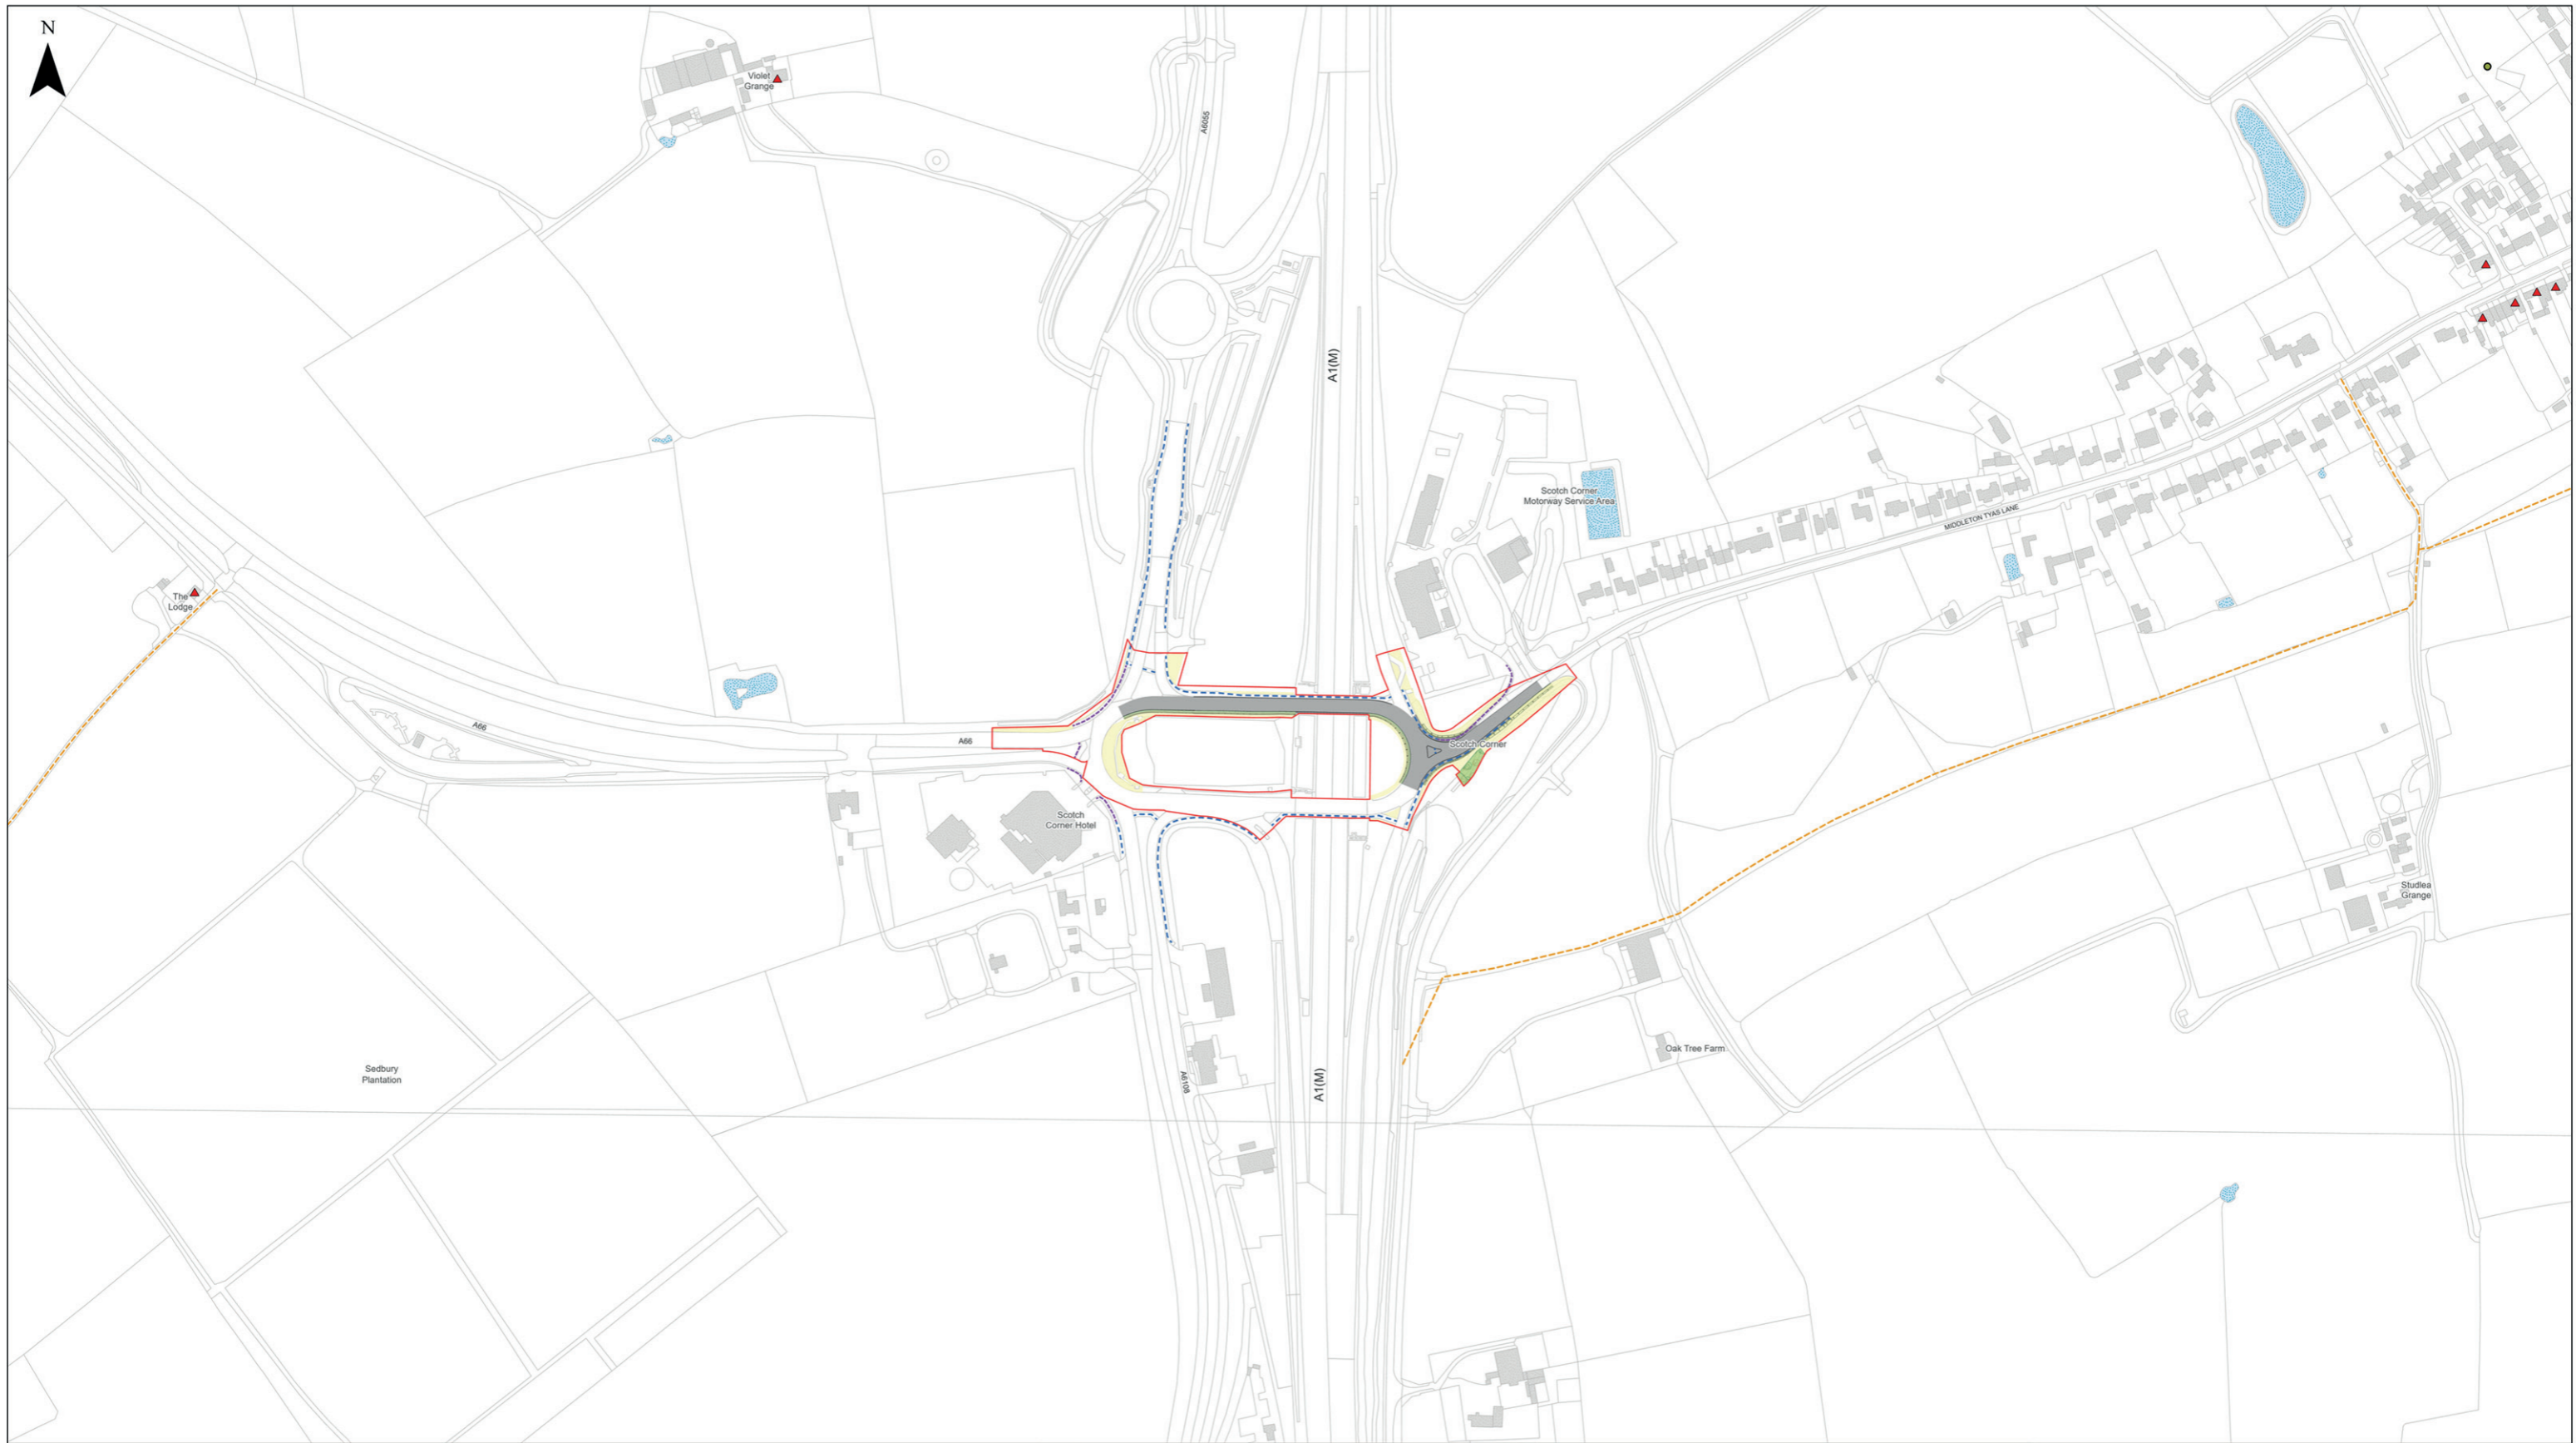 N
Violet
Grange
A6055
A1(M)
Scotch Corner
Motorway Service Area
MIDDLETON TYAS LANE
The
Lodge
A66
A66
Scotch Corner
Scotch
Corner Hotel
Studlea
Grange
Oak Tree Farm
Sedbury
Plantation
A6108
A1(M)